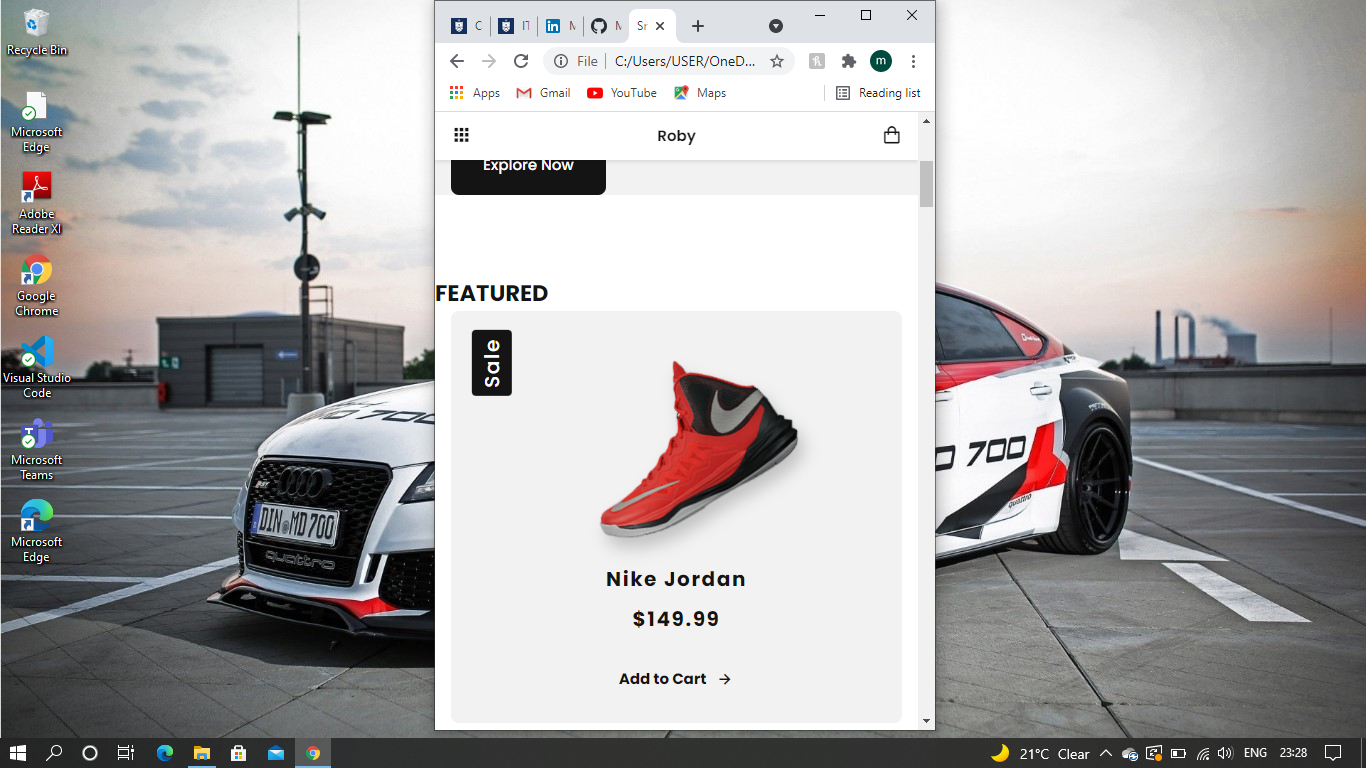 Recycle Bin
Microsoft
Edge
Adobe
Reader XI
Google
Chrome
Visual Studio
Code
Microsoft
Teams
Microsoft
Edge
File
C:/Users/USER/OneD...
m
Apps
Gmail
YouTube
Maps
Reading list
Roby
Explore Now
FEATURED
Sale
Nike Jordan
$149.99
Add to Cart
DIN MD 700
quattro
700
700
quattro
21°C Clear
ENG
23:28